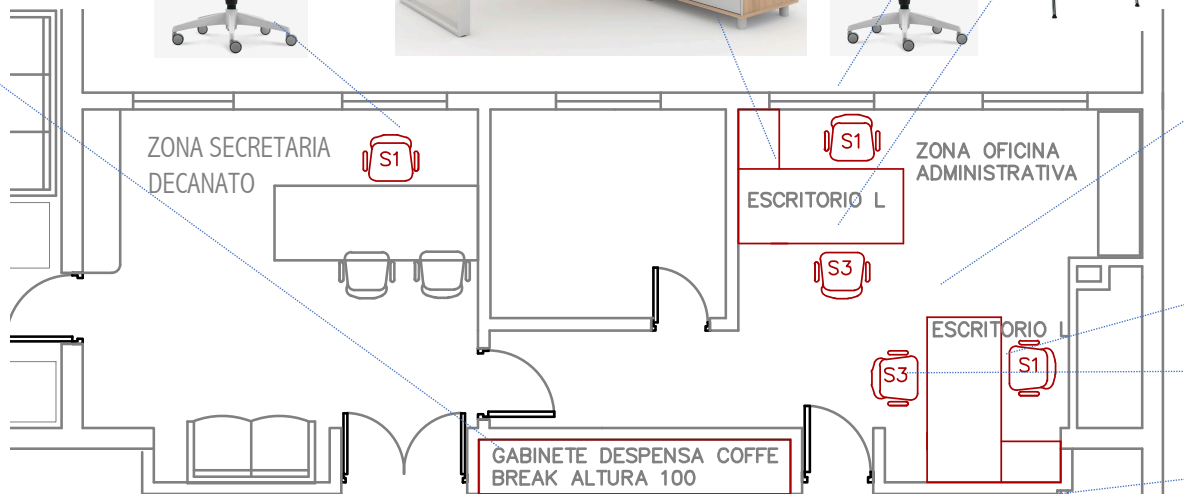 ZONA SECRETARIA
DECANATO
S1
S1
ZONA OFICINA
ADMINISTRATIVA
ESCRITORIO L
S3
ESCRITORIO L
S3
S1
GABINETE DESPENSA COFFE
BREAK ALTURA 100